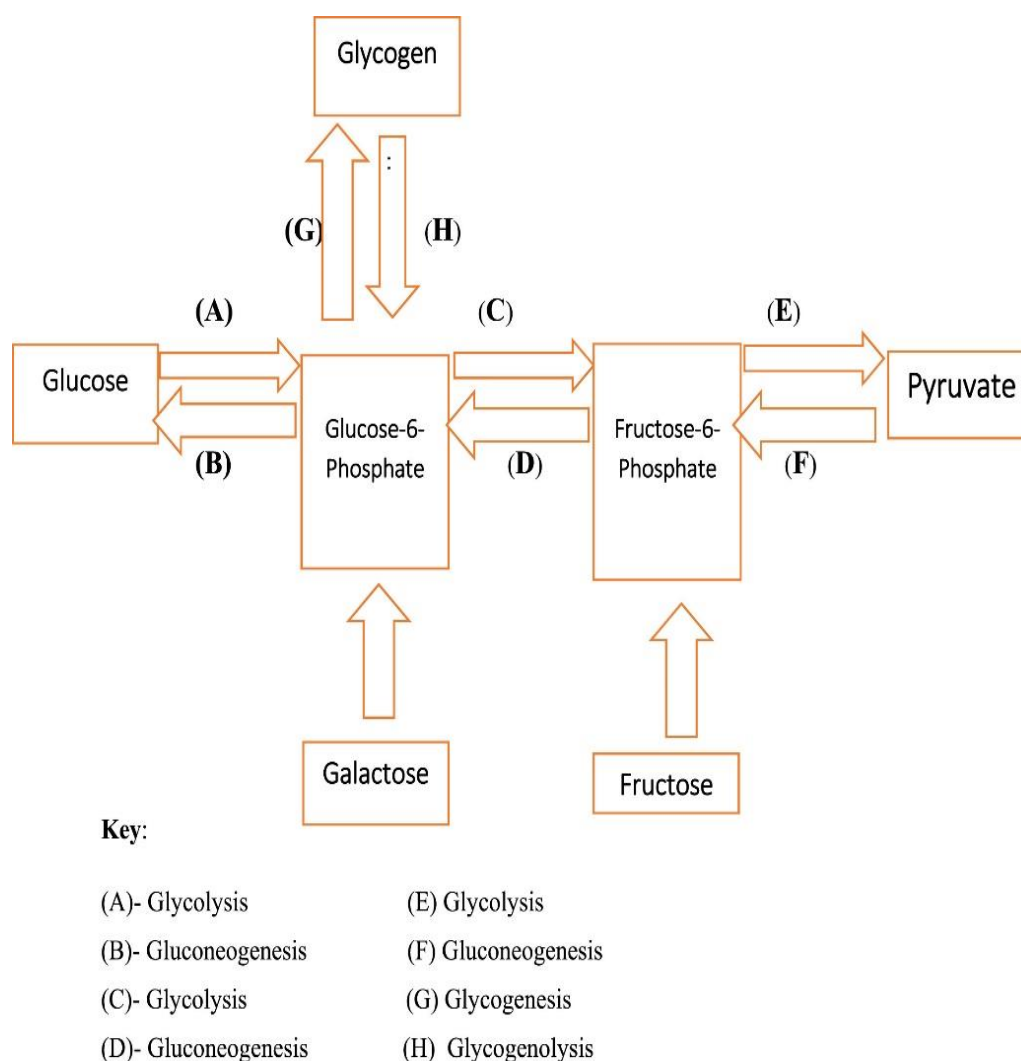 Glycogen
:
(G)
(H)
(A)
(C)
(E)
Glucose
Glucose-6-
Phosphate
Fructose-6-
Phosphate
Pyruvate
(B)
(D)
(F)
Galactose
Fructose
Key:
(A)- Glycolysis (E) Glycolysis
(B)- Gluconeogenesis (F) Gluconeogenesis
(C)- Glycolysis (G) Glycogenesis
(D)- Gluconeogenesis (H) Glycogenolysis